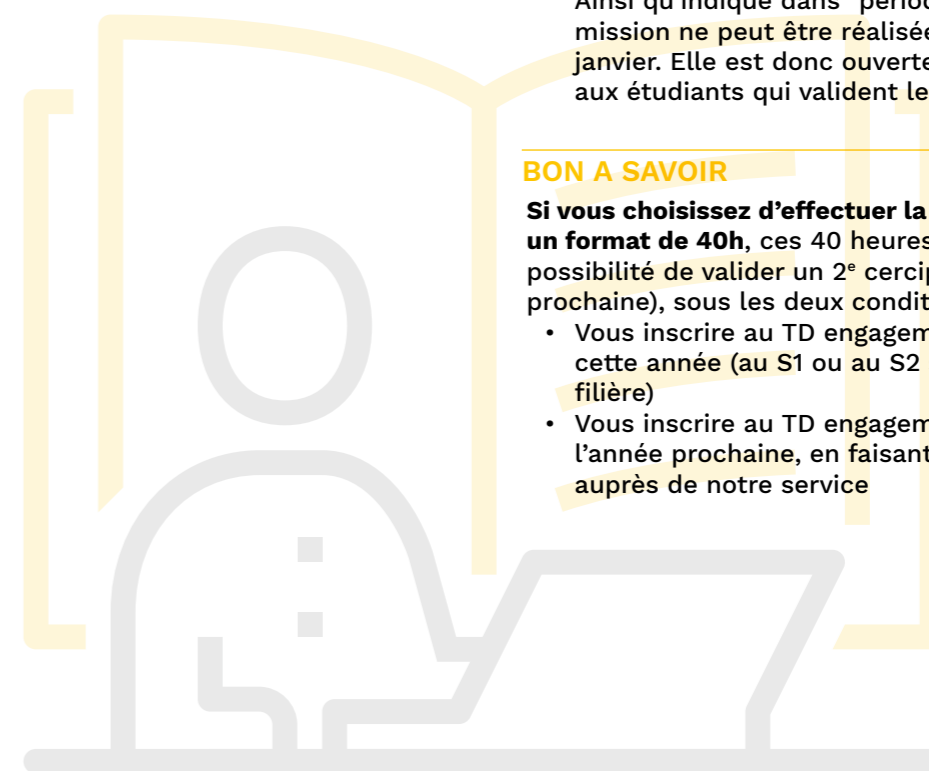 Ainsi qu'indiqué dans "périod
mission ne peut être réalisée
janvier. Elle est donc ouverte
aux étudiants qui valident le
BON A SAVOIR
Si vous choisissez d'effectuer la
un format de 40h, ces 40 heures
possibilité de valider un 2e cercip
prochaine), sous les deux condit
• Vous inscrire au TD engagem
cette année (au S1 ou au S2
filière)
• Vous inscrire au TD engagem
l'année prochaine, en faisant
auprès de notre service